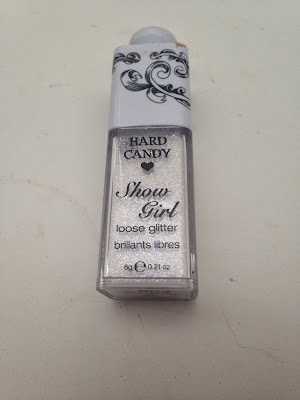 HARD
CANDY
Show
Girl
loose glitter
brillants libres
6g ℮ 0.21 oz